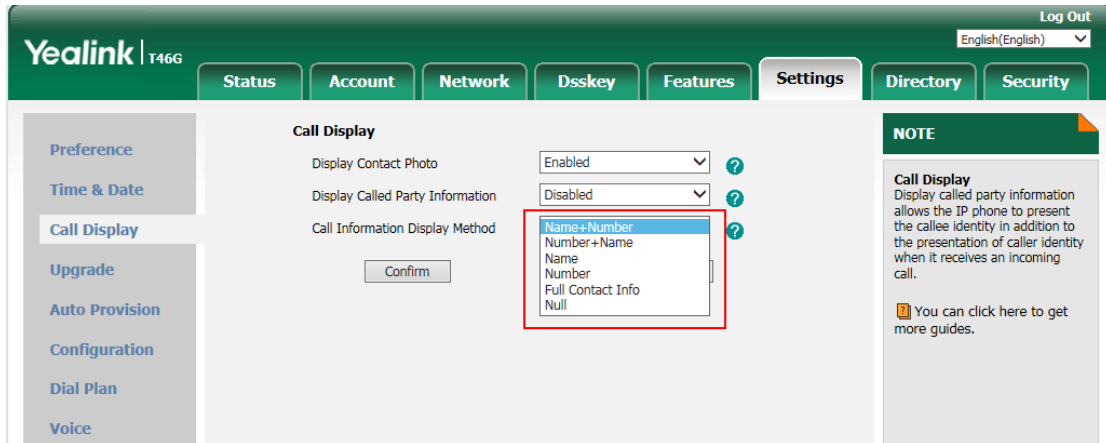 Log Out
Yealink T46G
English(English)
Status Account Network Dsskey Features Settings Directory Security
Preference
Time & Date
Call Display
Upgrade
Auto Provision
Configuration
Dial Plan
Voice
Call Display
Display Contact Photo Enabled
Display Called Party Information Disabled
Call Information Display Method
Name+Number
Number+Name
Name
Number
Full Contact Info
Null
Confirm
NOTE
Call Display
Display called party information
allows the IP phone to present
the callee identity in addition to
the presentation of caller identity
when it receives an incoming
call.
You can click here to get
more guides.